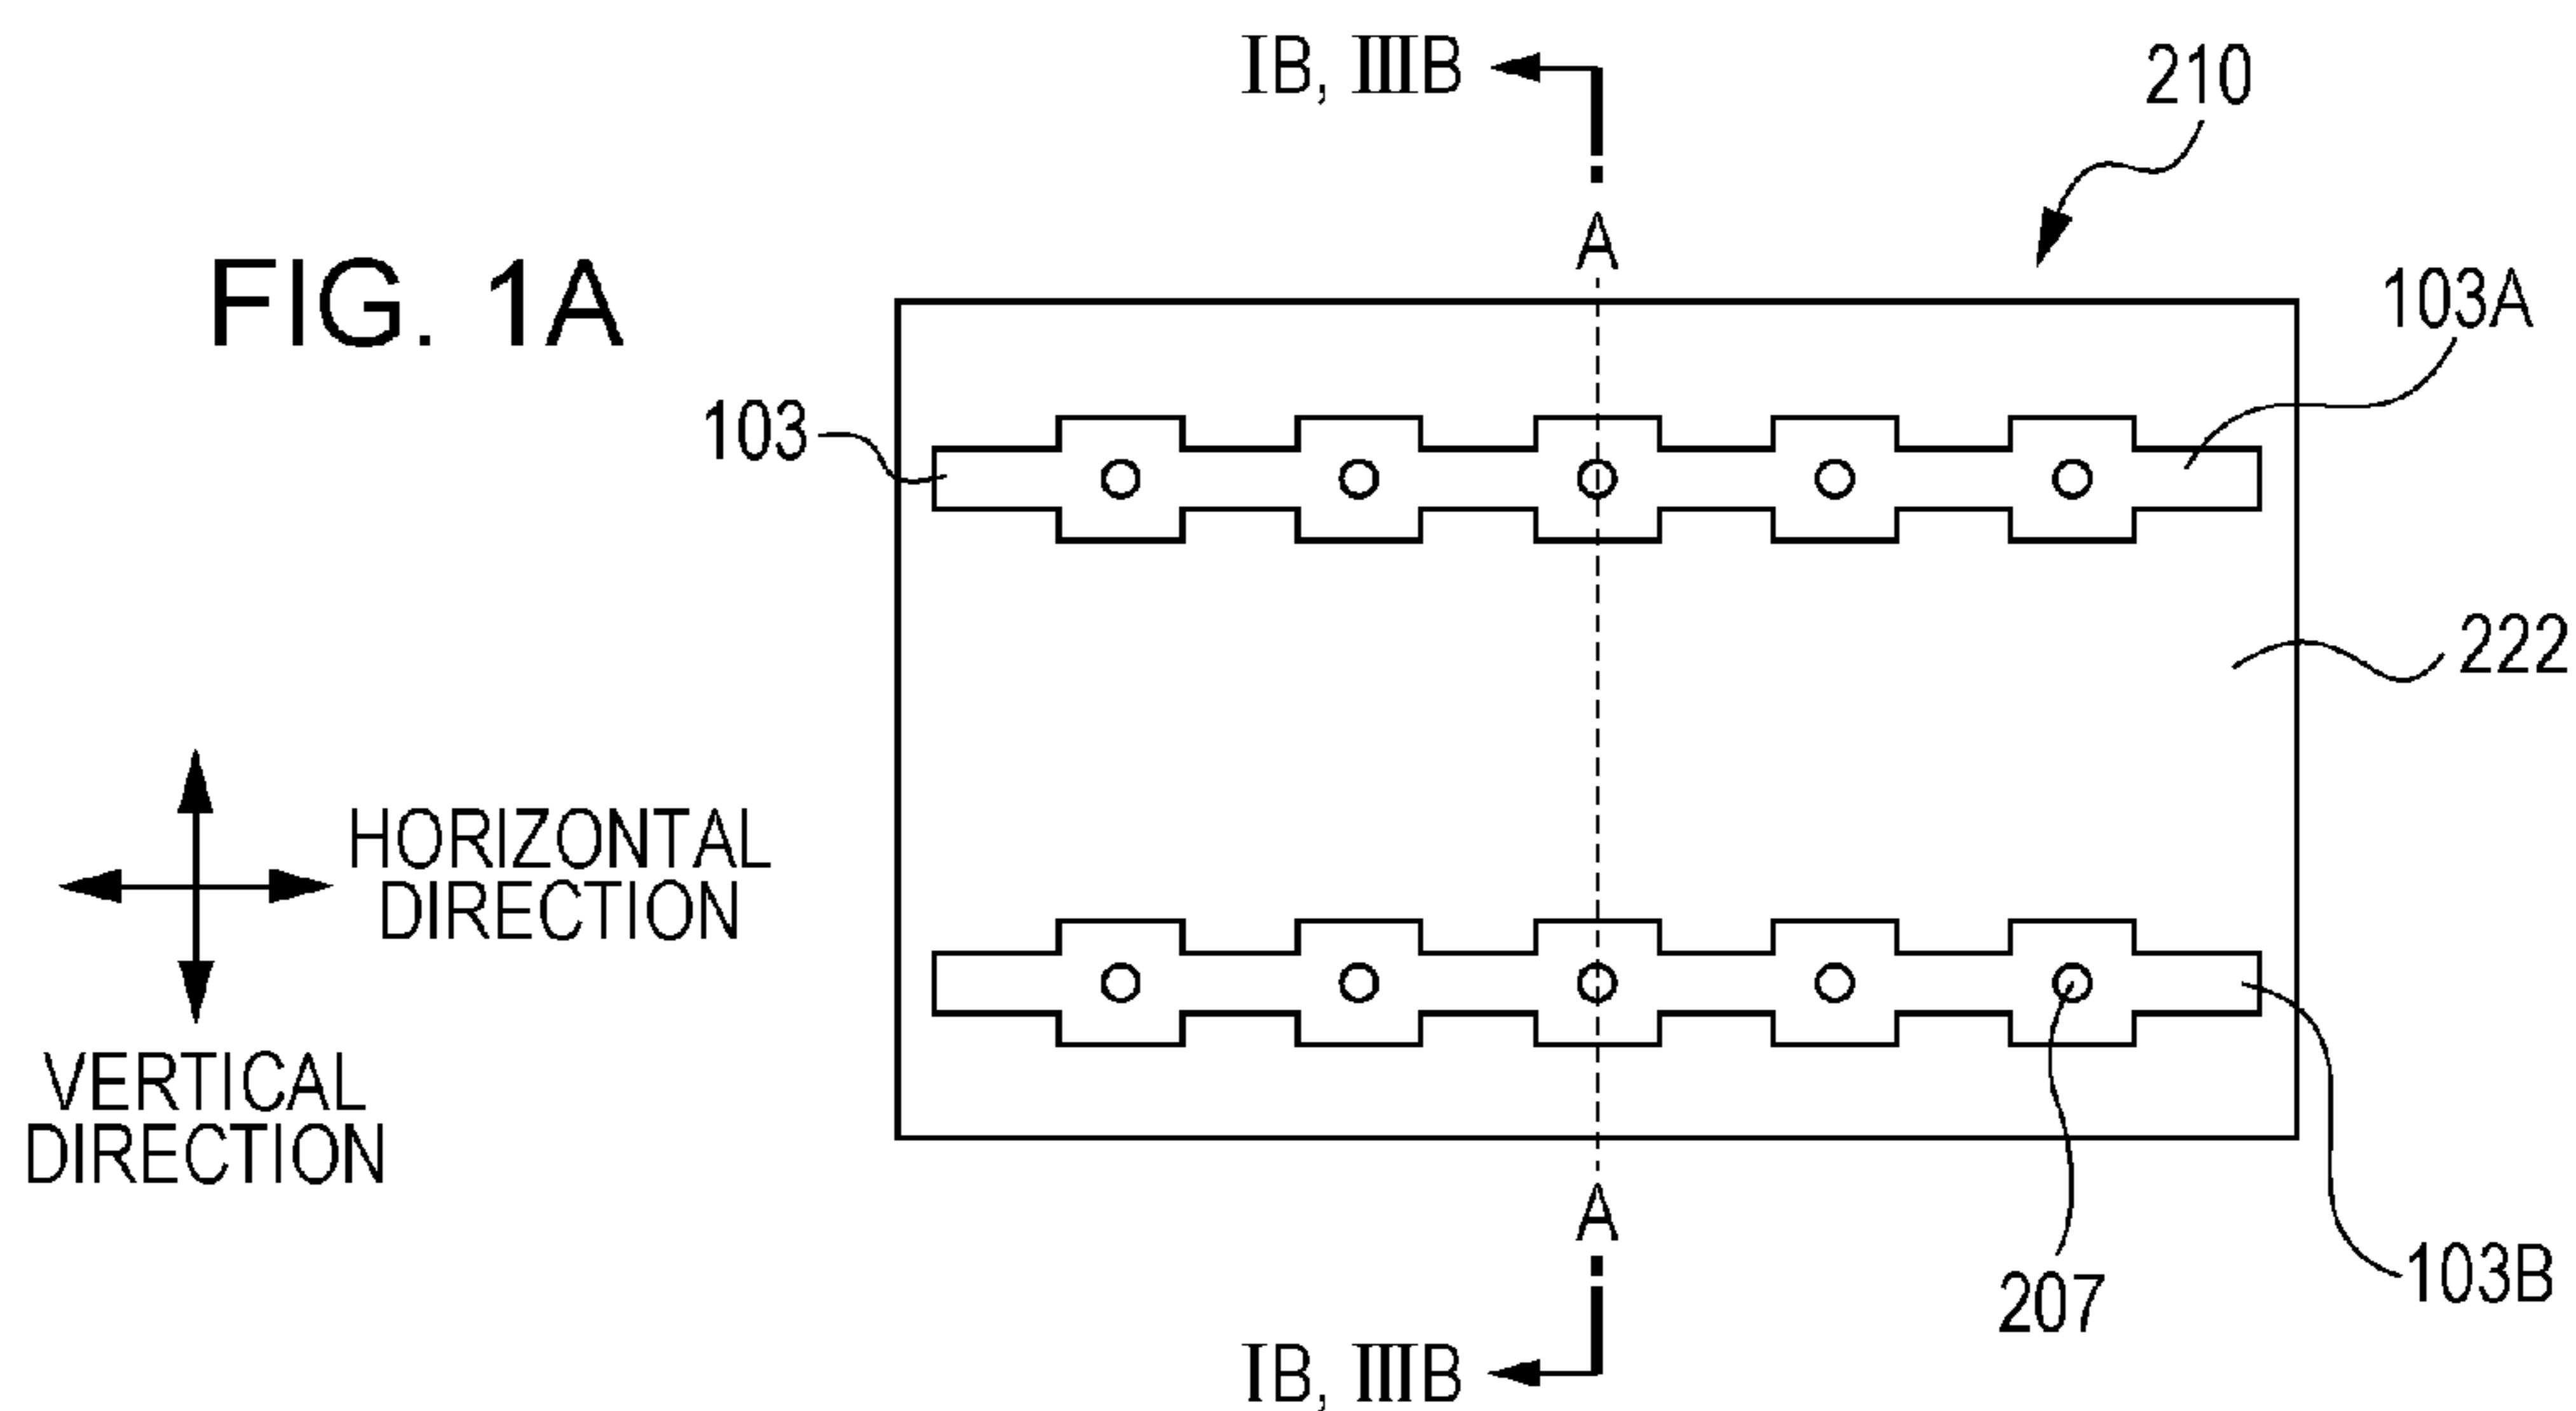 ⅠB, ⅢB
210
A
FIG. 1A
103A
103
222
HORIZONTAL
DIRECTION
VERTICAL
DIRECTION
A
207
103B
ⅠB, ⅢB